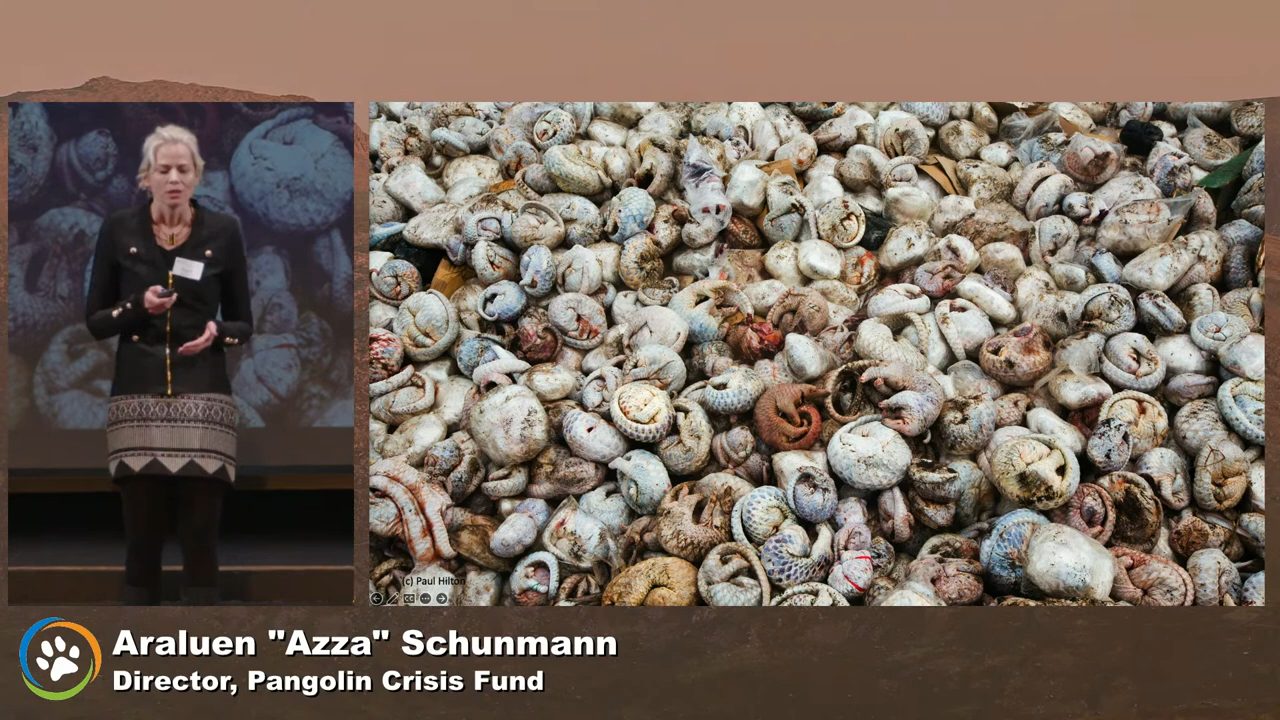 (c) Paul Hilton
Araluen "Azza" Schunmann
Director, Pangolin Crisis Fund